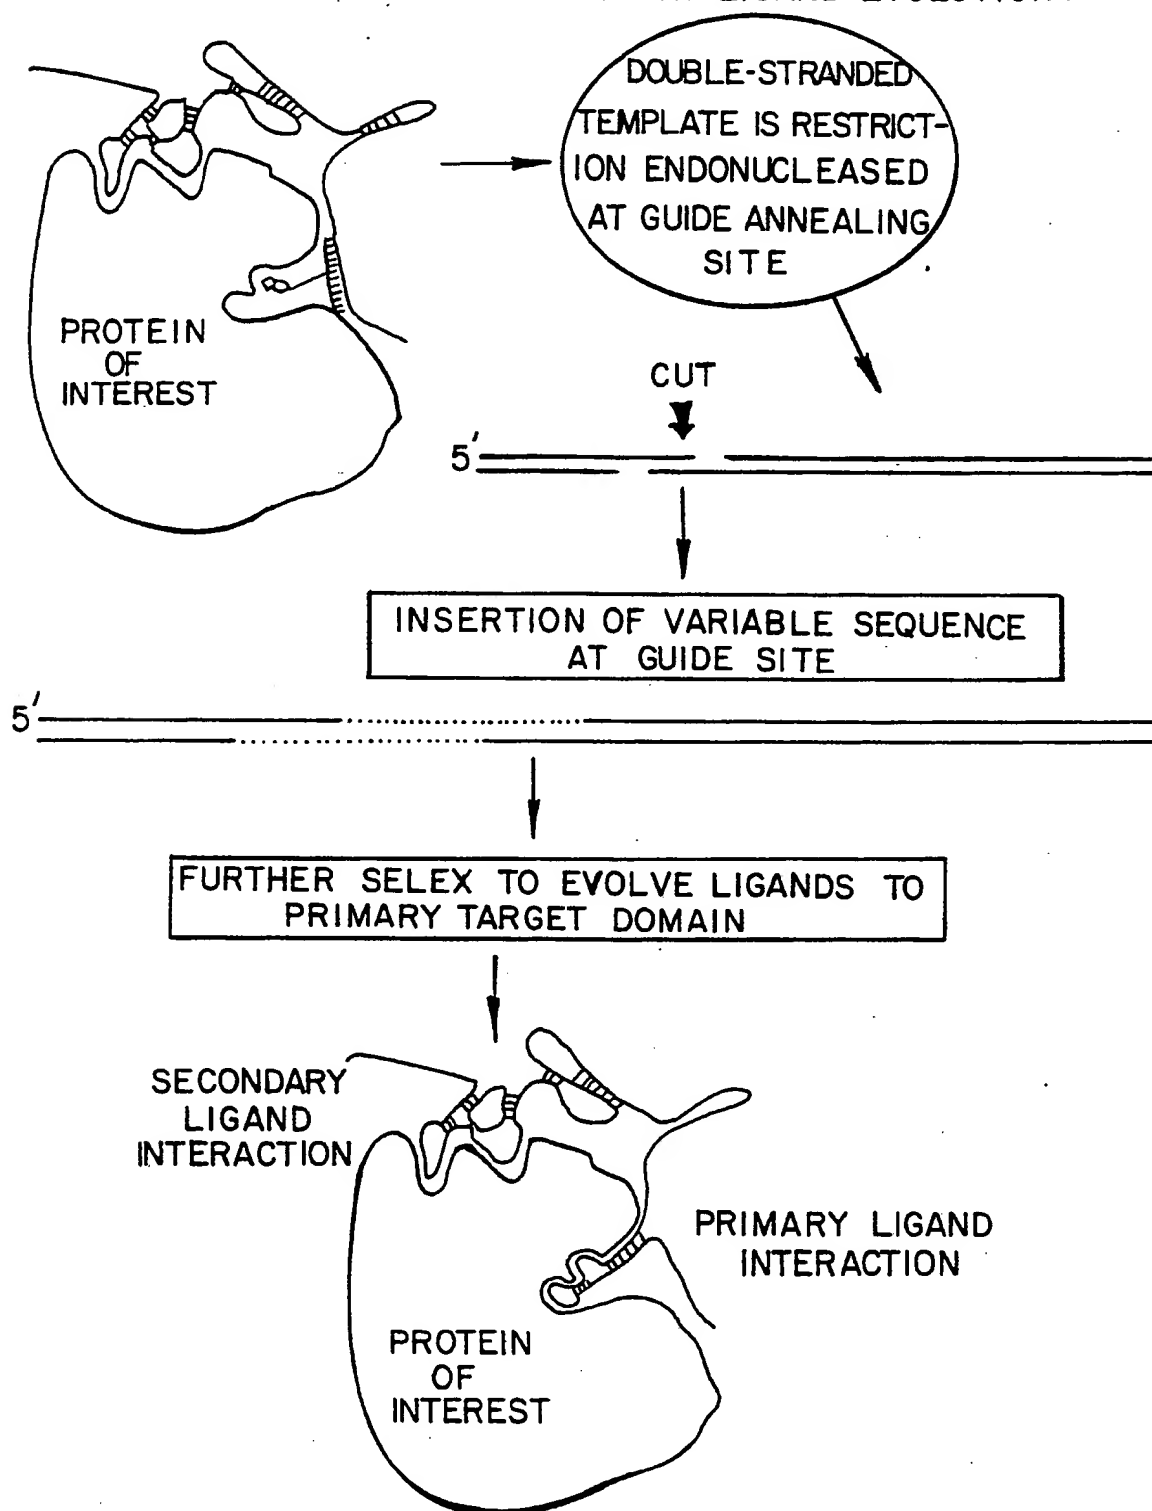 LIGAND EVOLUTION
DOUBLE-STRANDED
TEMPLATE IS RESTRICT-
ION ENDONUCLEASED
AT GUIDE ANNEALING
SITE
PROTEIN
OF
INTEREST
CUT
5'
INSERTION OF VARIABLE SEQUENCE
AT GUIDE SITE
5'
FURTHER SELEX TO EVOLVE LIGANDS TO
PRIMARY TARGET DOMAIN
SECONDARY
LIGAND
INTERACTION
PRIMARY LIGAND
INTERACTION
PROTEIN
OF
INTEREST